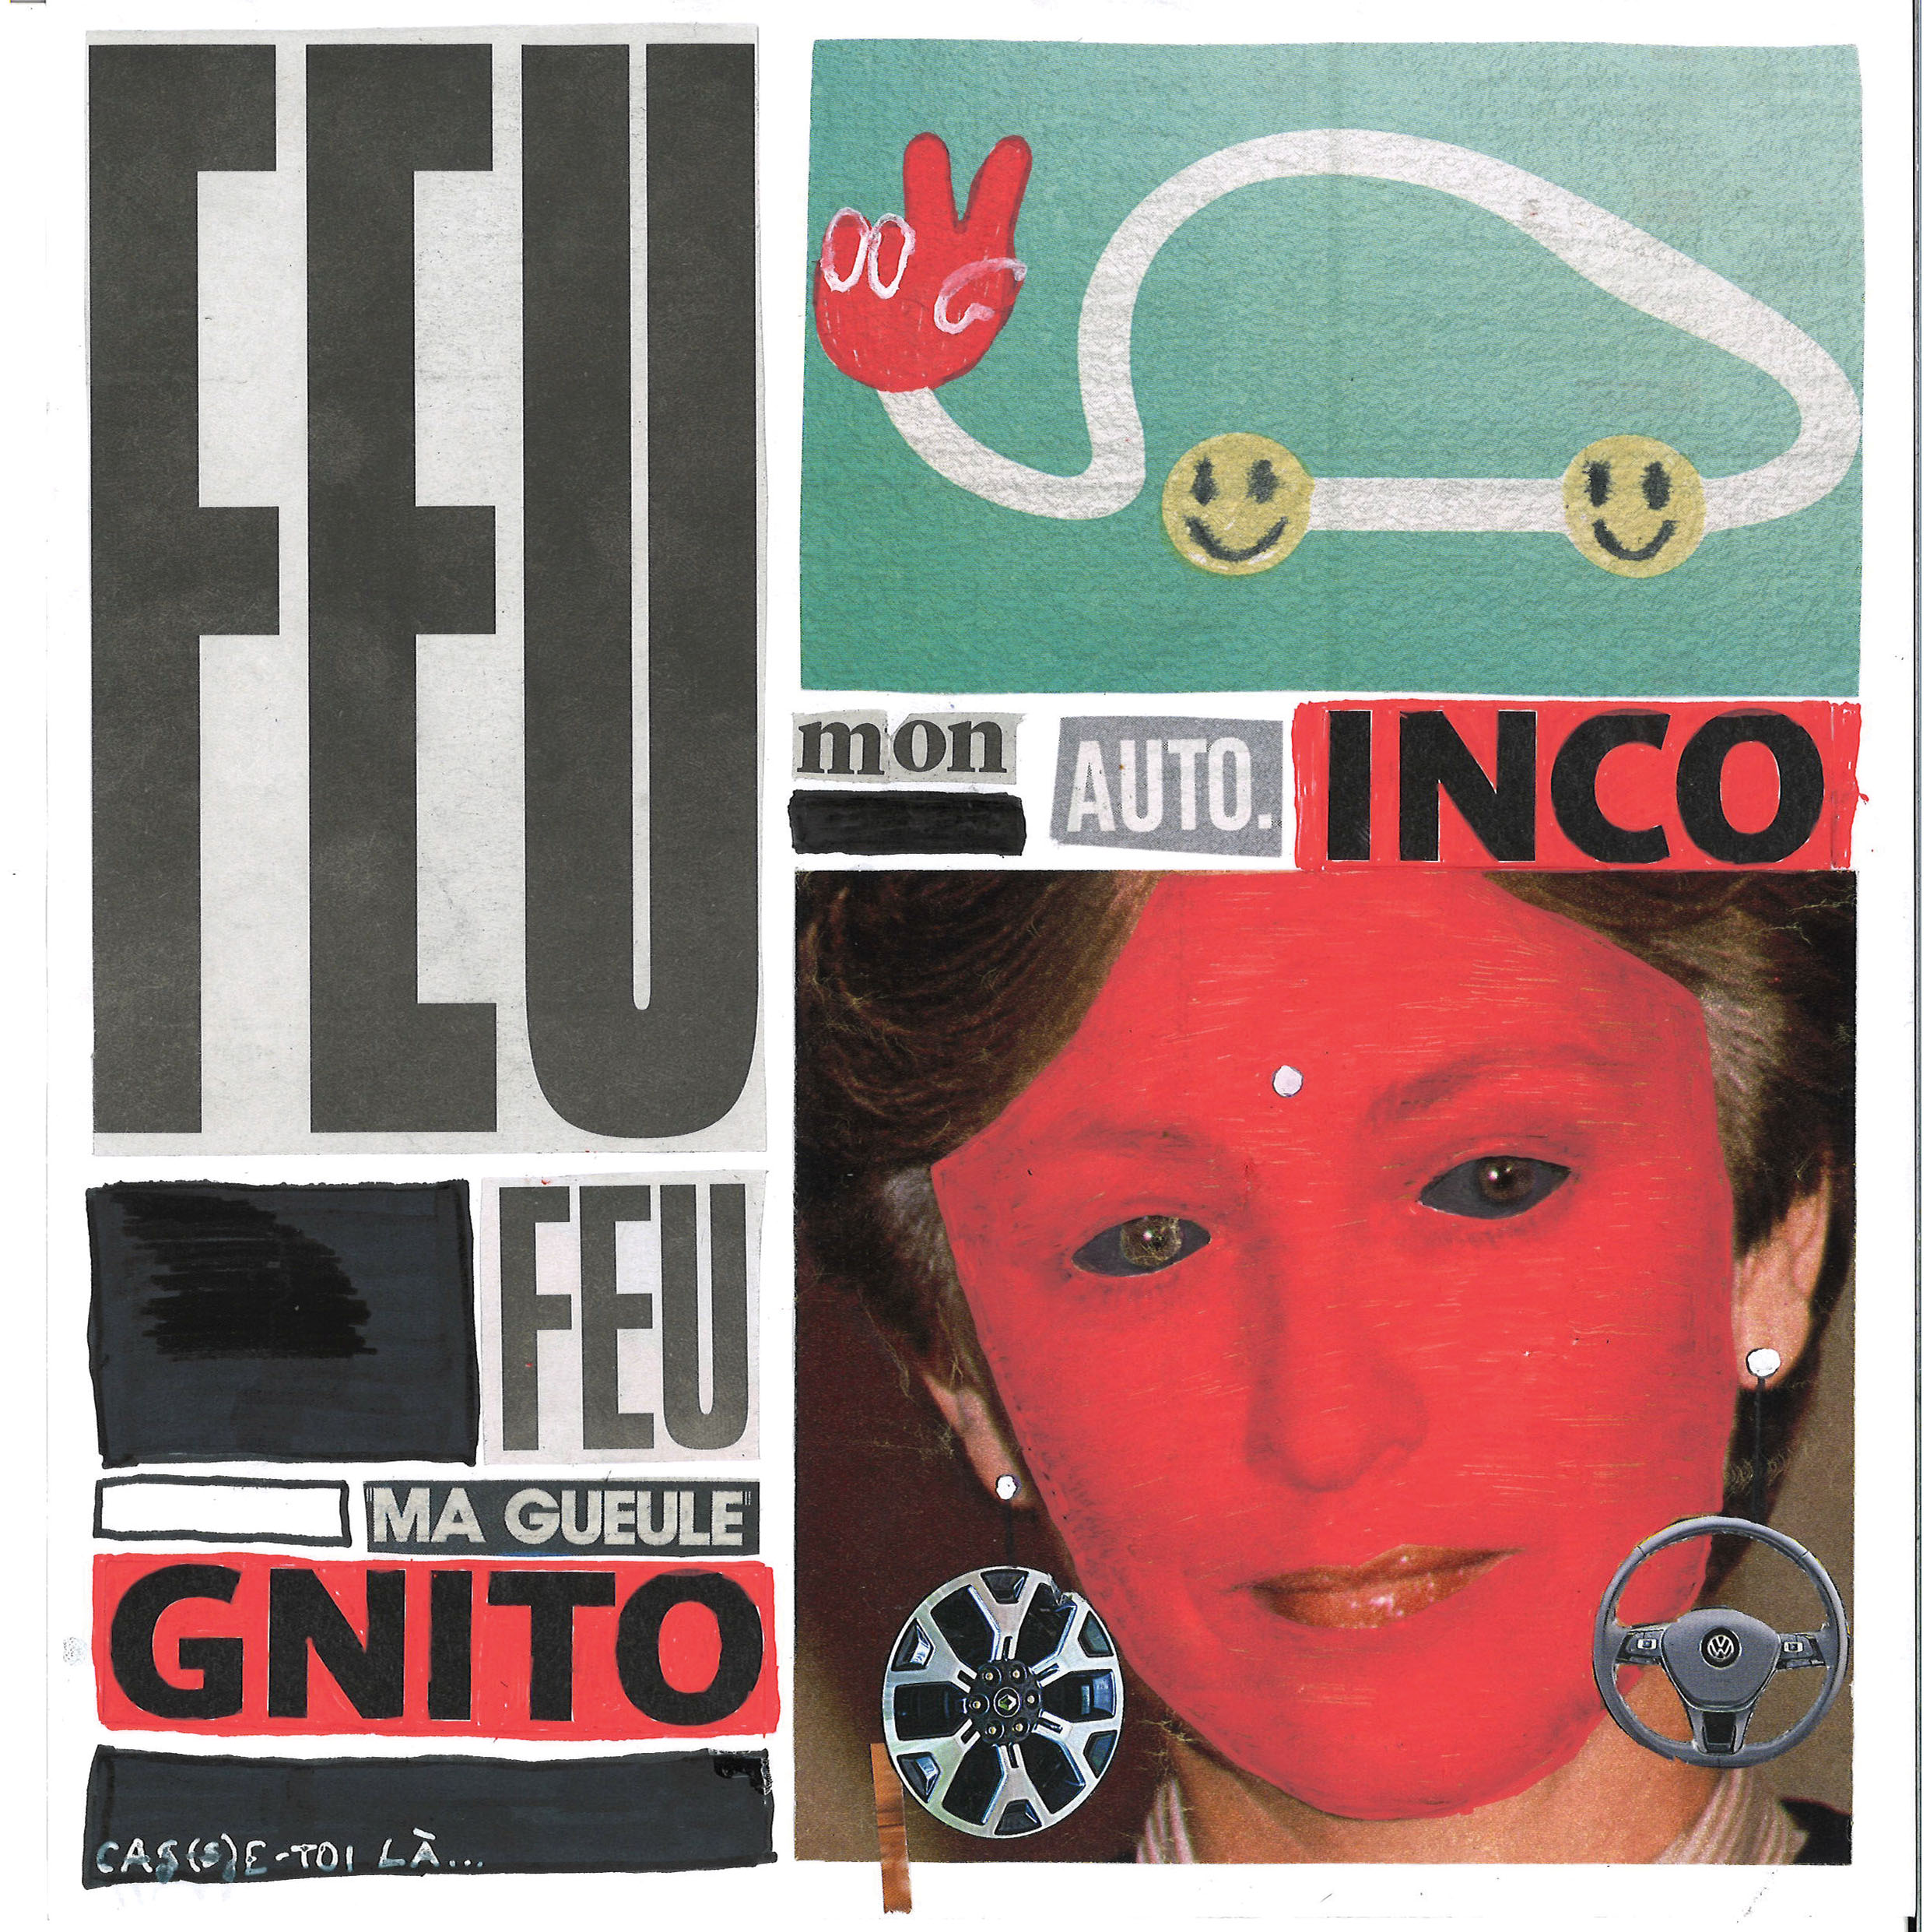 FEU
mon
AUTO.
INCO
FEU
"MA GUEULE"
GNITO
CAS(S)E-TOI LÀ...